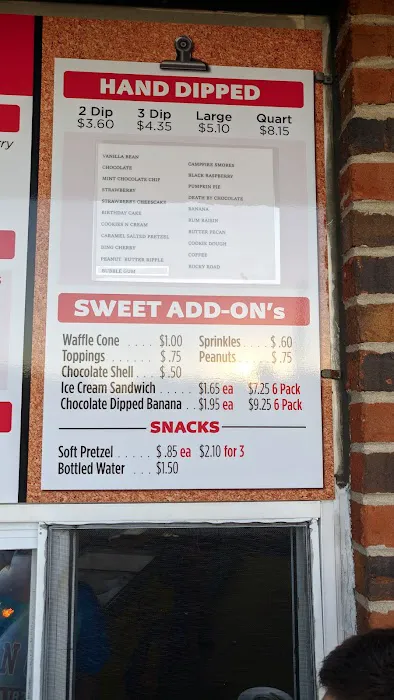 HAND DIPPED
2 Dip 3 Dip Large Quart
$3.60 $4.35 $5.10 $8.15
VANILLA BEAN
CHOCOLATE
MINT CHOCOLATE CHIP
STRAWBERRY
STRAWBERRY CHEESCAKE
BIRTHDAY CAKE
COOKIES N CREAM
CARAMEL SALTED PRETZEL
DING CHERRY
PEANUT BUTTER RIPPLE
BUBBLE GUM
CAMPFIRE SMORES
BLACK RASPBERRY
PUMPKIN PIE
DEATH BY CHOCOLATE
BANANA
RUM RAISIN
BUTTER PECAN
COOKIE DOUGH
COFFEE
ROCKY ROAD
SWEET ADD-ON's
Waffle Cone . . . . $1.00 Sprinkles . . . . $ .60
Toppings . . . . . . . $ .75 Peanuts . . . . . $ .75
Chocolate Shell . . . . $ .50
Ice Cream Sandwich . . . . . . $1.65 ea $7.25 6 Pack
Chocolate Dipped Banana . . $1.95 ea $9.25 6 Pack
SNACKS
Soft Pretzel . . . . . $ .85 ea $2.10 for 3
Bottled Water . . . $1.50
ry